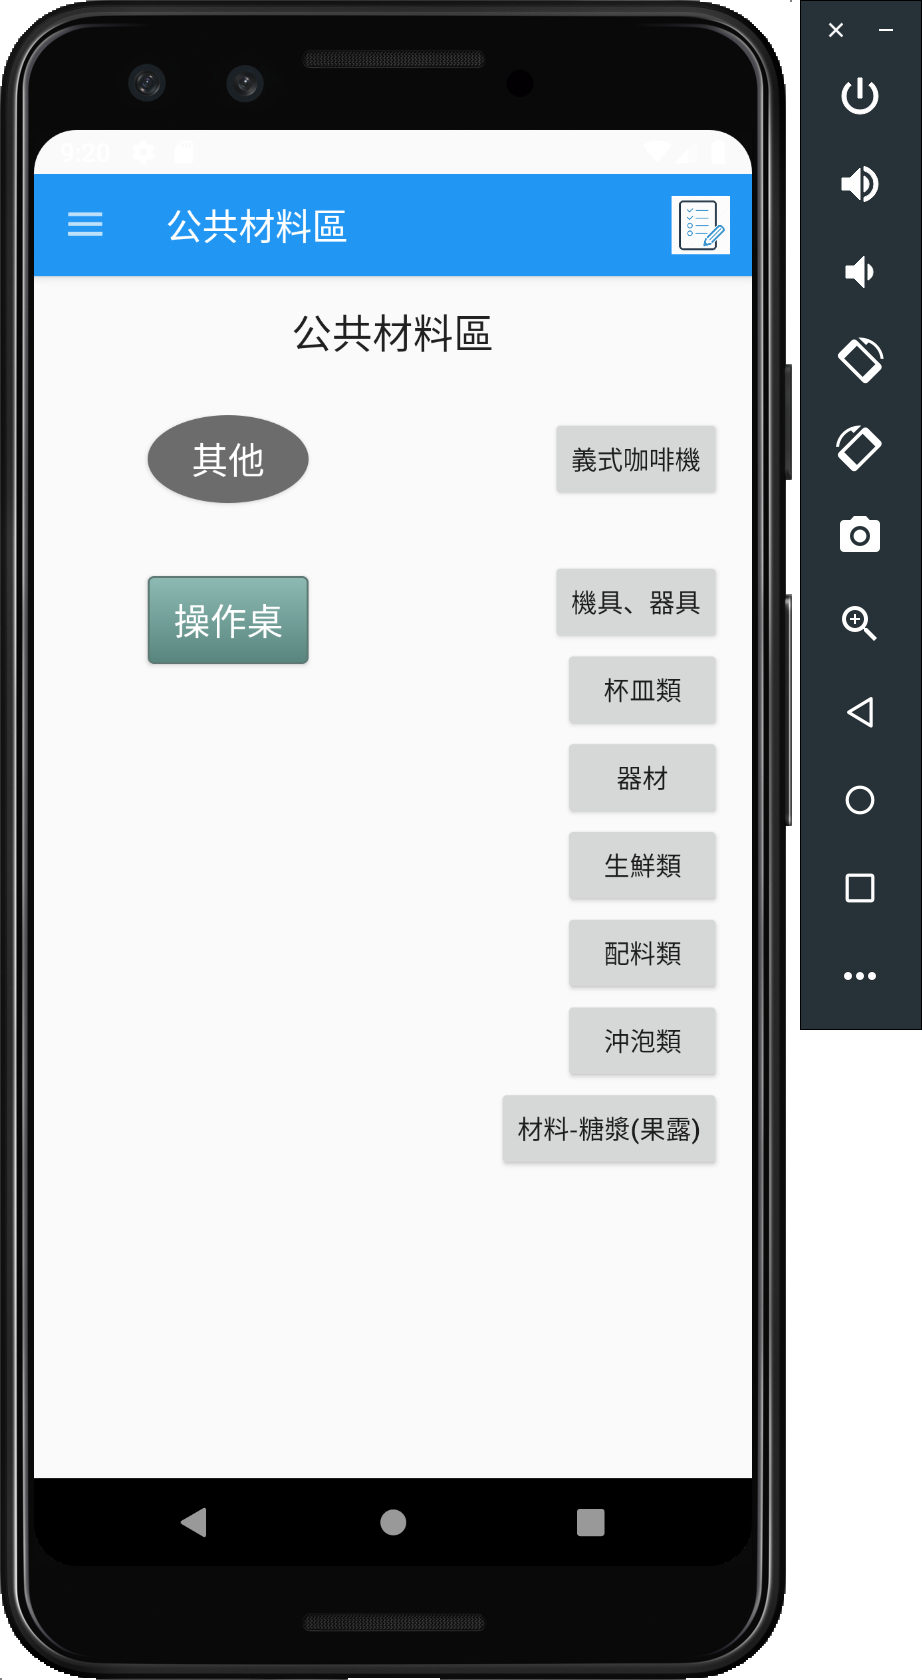 9:20
公共材料區
公共材料區
其他
義式咖啡機
操作桌
機具、器具
杯皿類
器材
生鮮類
配料類
沖泡類
材料-糖漿(果露)